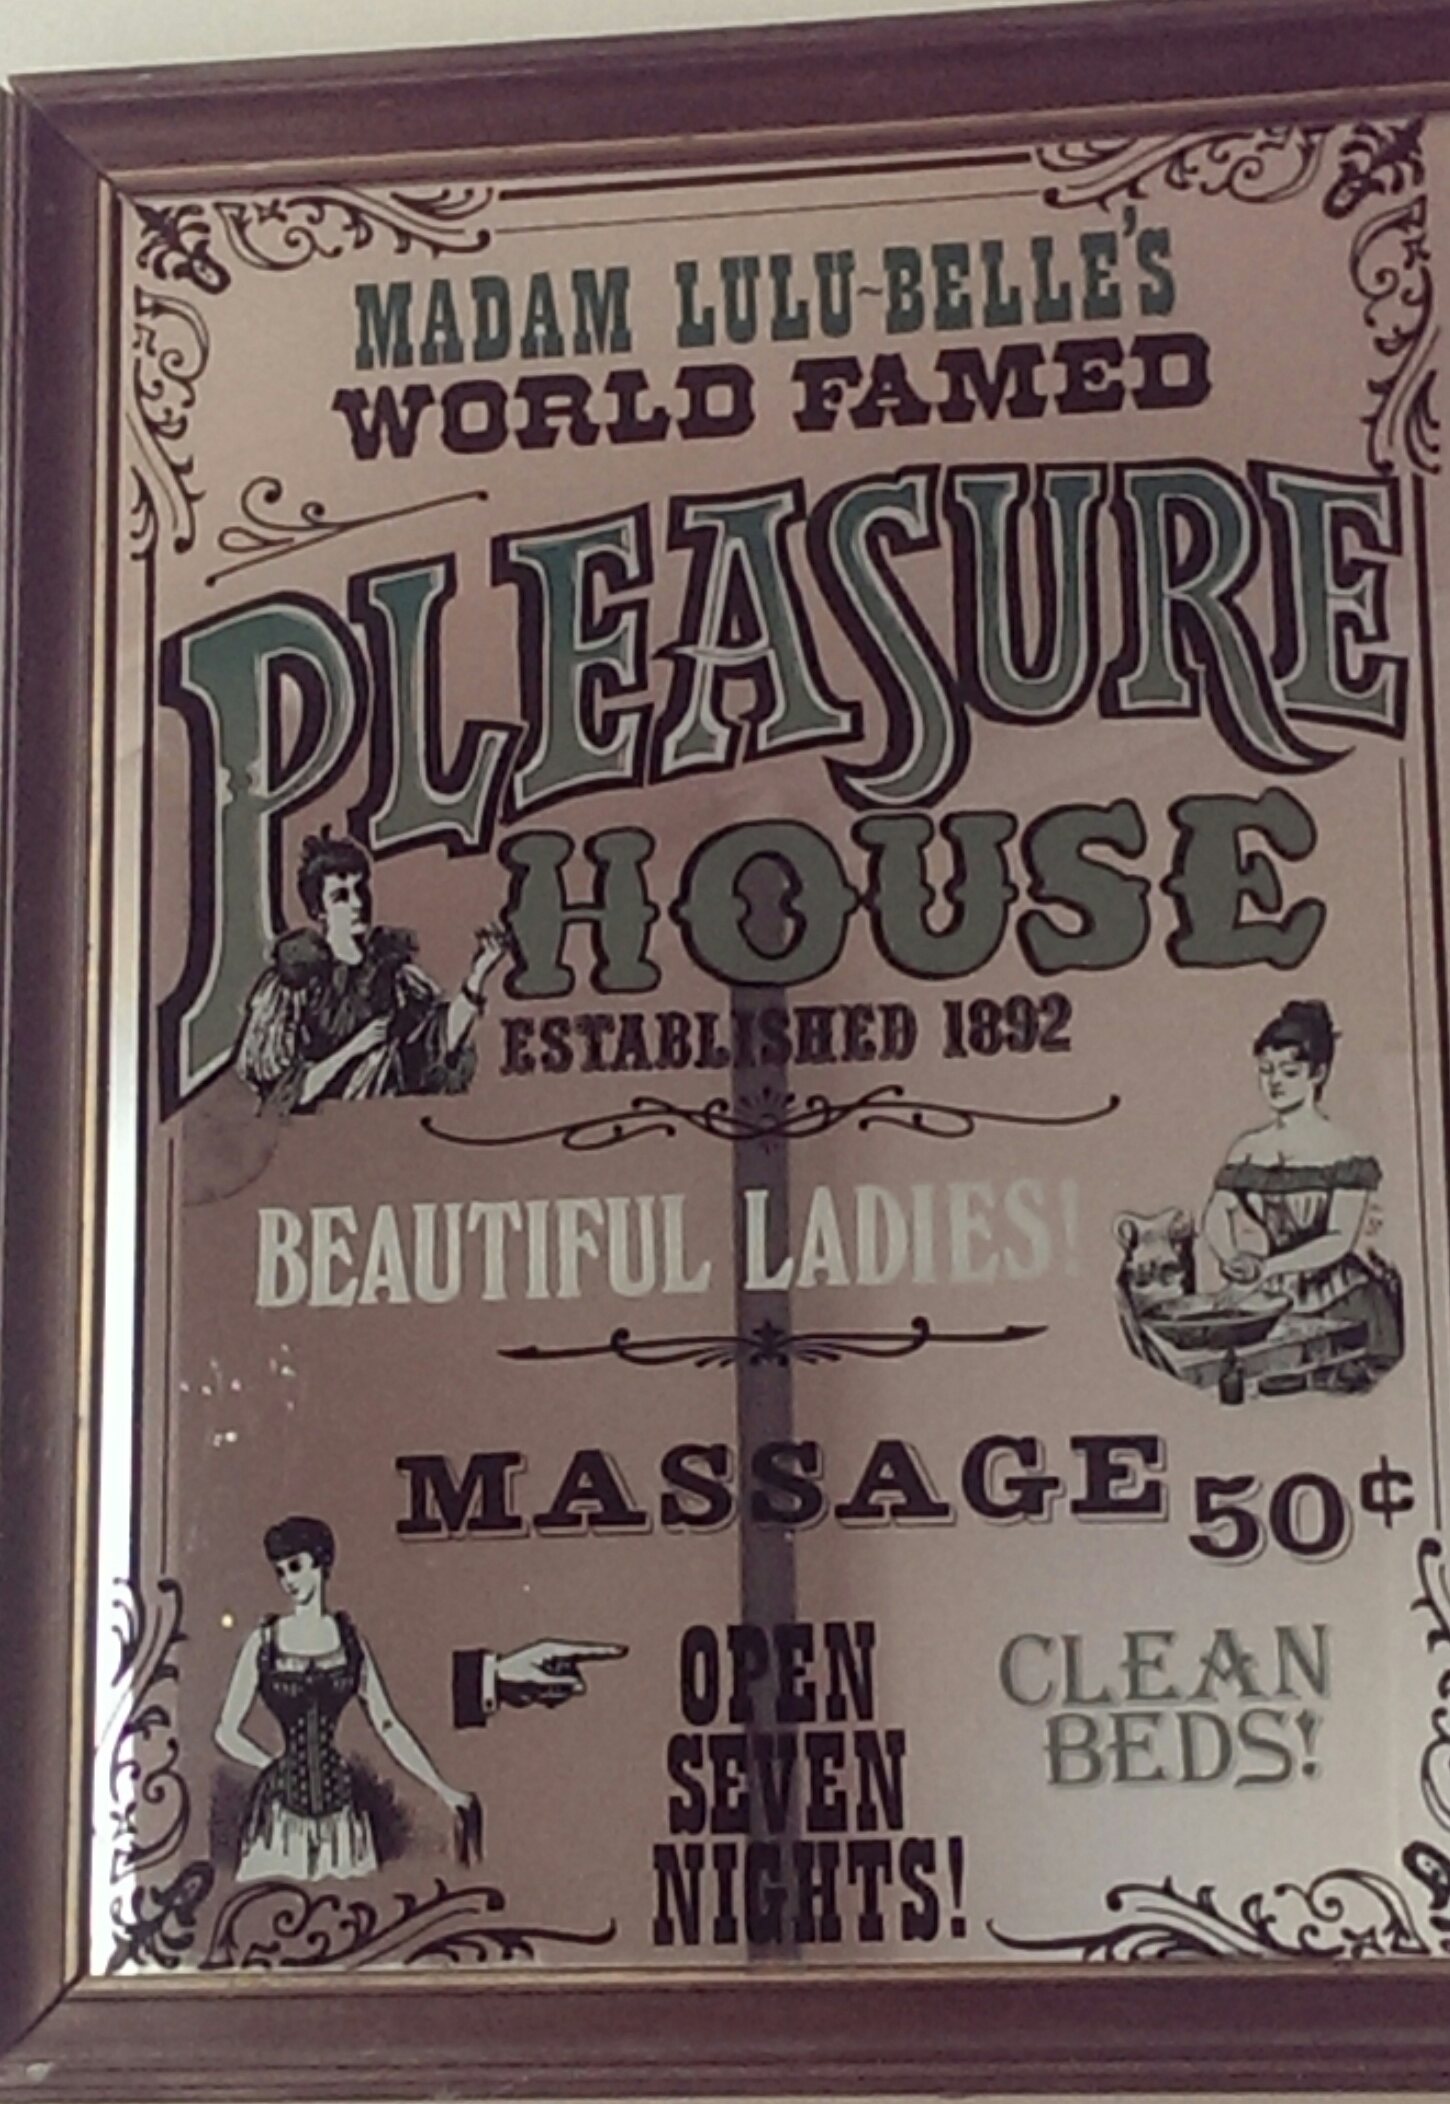 MADAM LULU~BELLE'S
WORLD FAMED
PLEASURE
HOUSE
ESTABLISHED 1892
BEAUTIFUL LADIES!
MASSAGE 50¢
OPEN
SEVEN
NIGHTS!
CLEAN
BEDS!